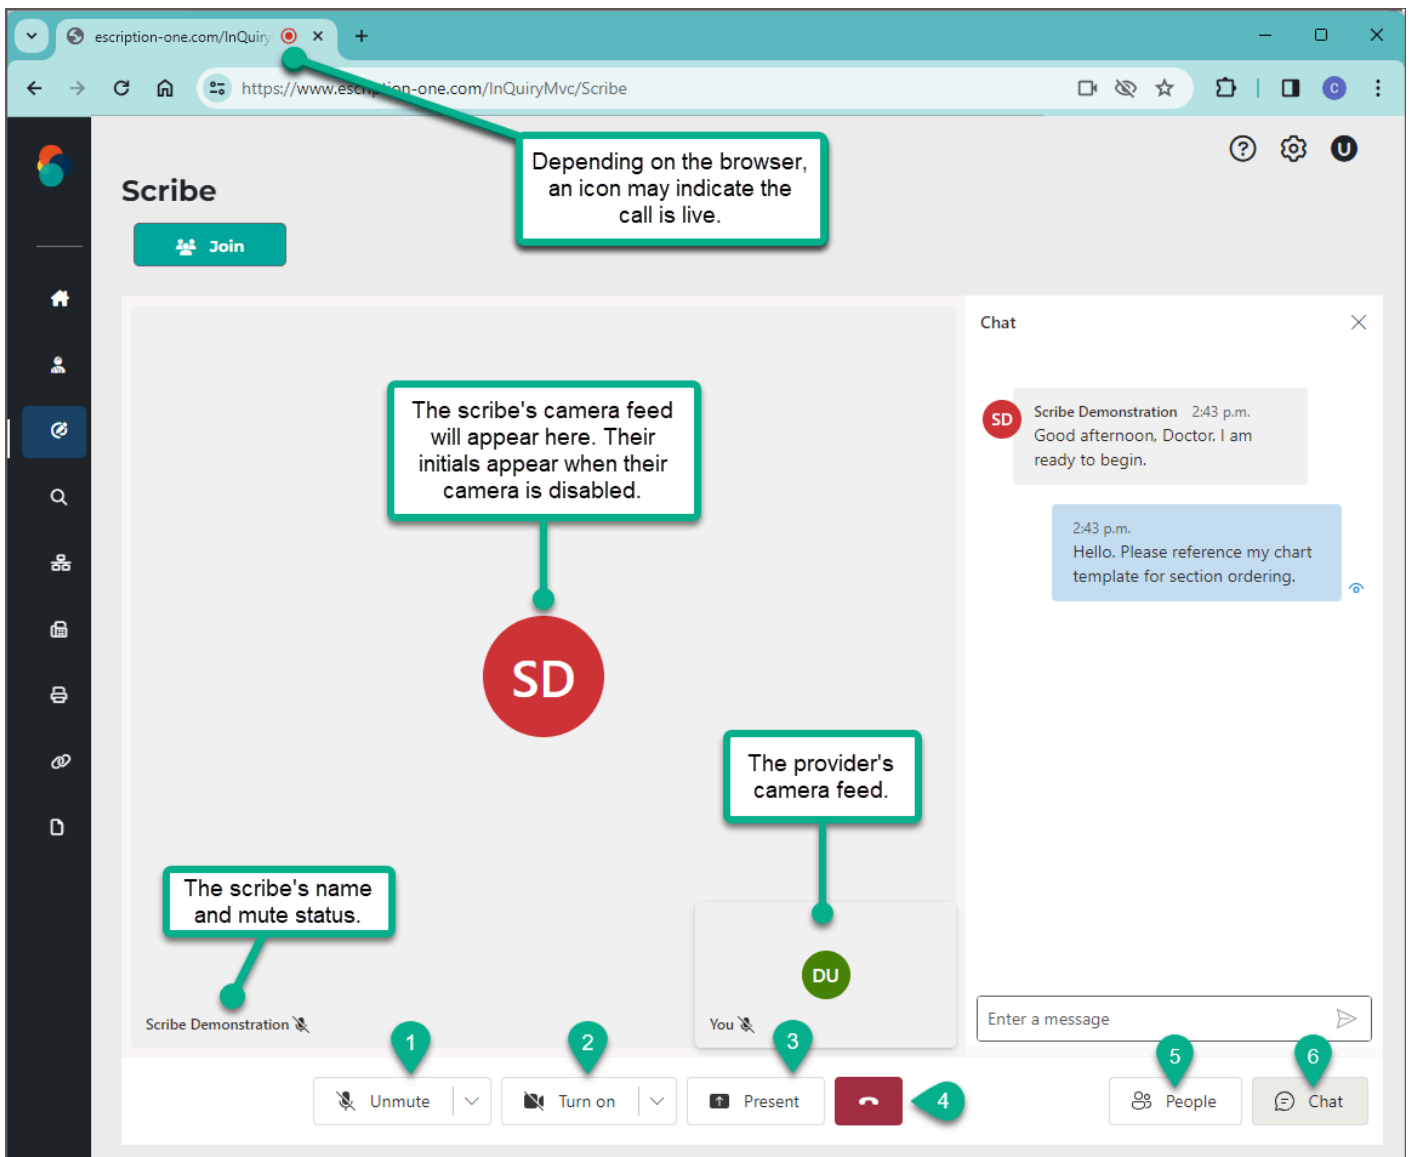 escription-one.com/InQuiry
https://www.escription-one.com/InQuiryMvc/Scribe
C
Depending on the browser,
an icon may indicate the
call is live.
U
Scribe
Join
The scribe's camera feed
will appear here. Their
initials appear when their
camera is disabled.
SD
The provider's
camera feed.
The scribe's name
and mute status.
DU
Scribe Demonstration
You
Chat
SD
Scribe Demonstration 2:43 p.m.
Good afternoon, Doctor. I am
ready to begin.
2:43 p.m.
Hello. Please reference my chart
template for section ordering.
Enter a message
1
2
3
4
5
6
Unmute
Turn on
Present
People
Chat